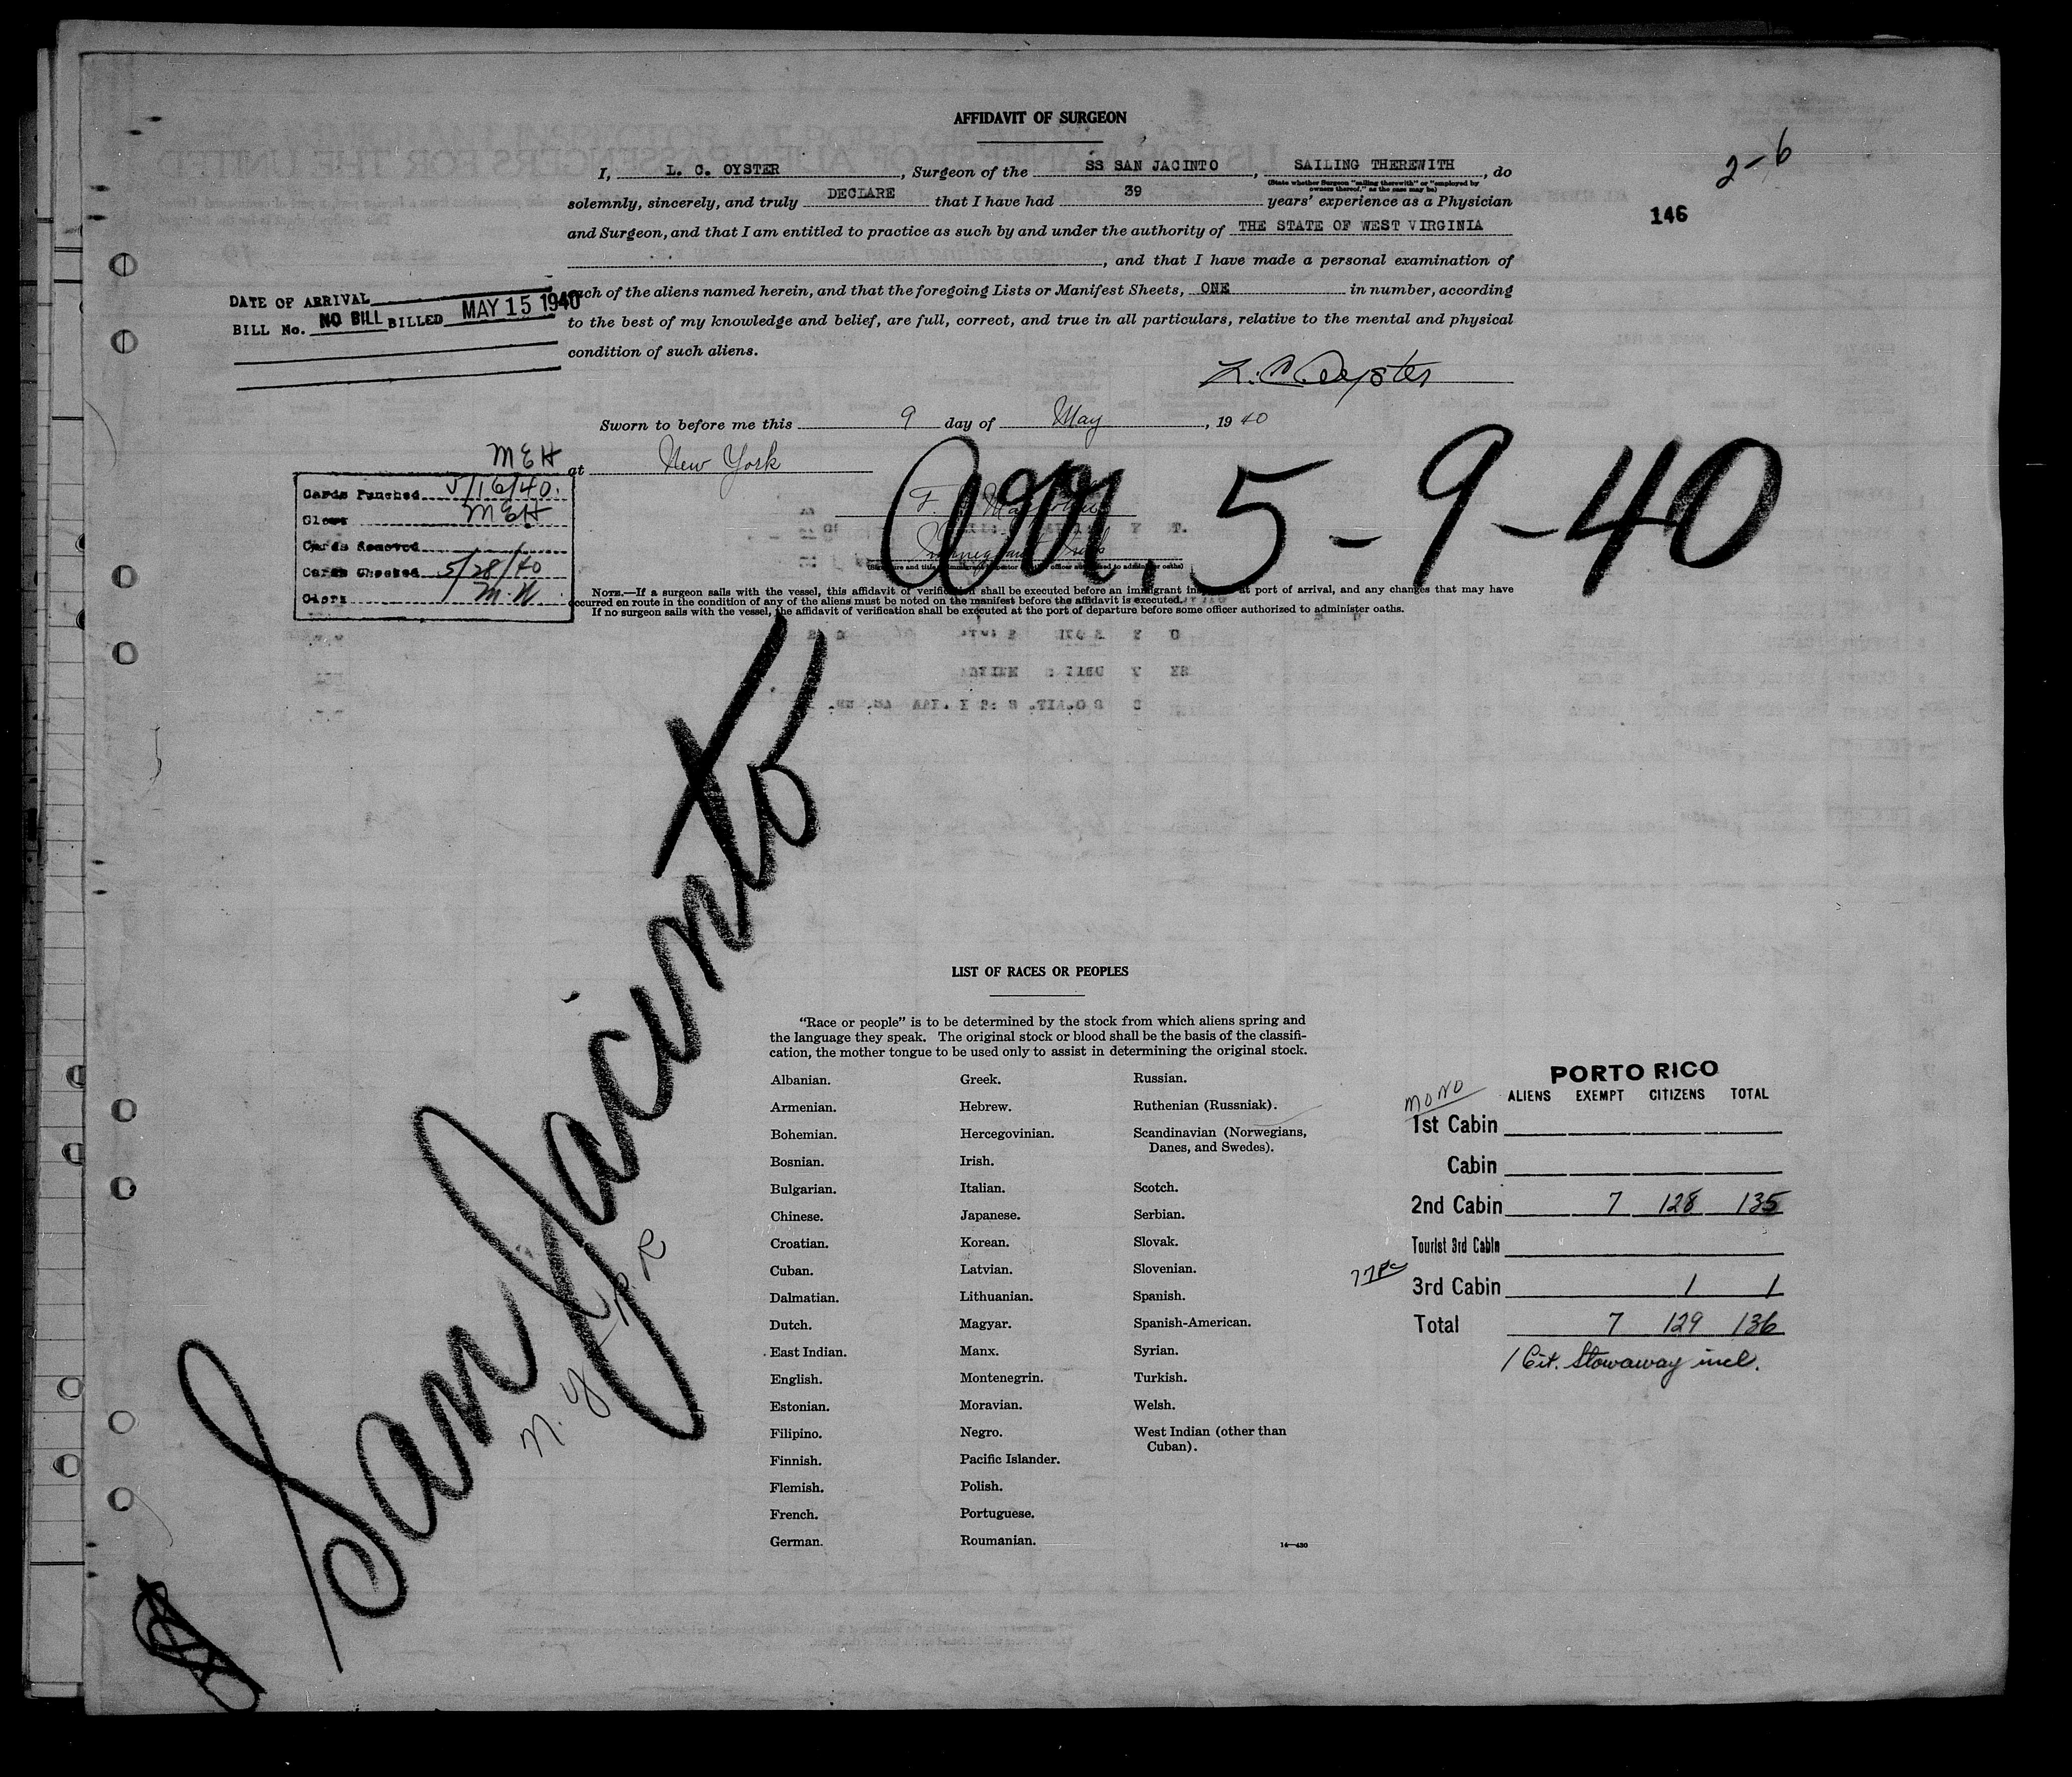 AFFIDAVIT OF SURGEON
I, L. C. OYSTER, Surgeon of the SS SAN JACINTO, SAILING THEREWITH, do
(State whether Surgeon "sailing therewith" or "employed by
owners thereof," as the case may be)
solemnly, sincerely, and truly DECLARE that I have had 39 years' experience as a Physician
and Surgeon, and that I am entitled to practice as such by and under the authority of THE STATE OF WEST VIRGINIA
, and that I have made a personal examination of
each of the aliens named herein, and that the foregoing Lists or Manifest Sheets, ONE in number, according
to the best of my knowledge and belief, are full, correct, and true in all particulars, relative to the mental and physical
condition of such aliens.
L. C. Oyster
Sworn to before me this 9 day of May, 19 40
at New York
2-6
146
DATE OF ARRIVAL
BILL No. NO BILL BILLED MAY 15 1940
MEH
Cards Punched 5/16/40.
Clerk MEH
Cards Removed
Cards Checked 5/28/40
Clerk M.H.
Arr. 5-9-40
NOTE.—If a surgeon sails with the vessel, this affidavit of verification shall be executed before an immigrant at port of arrival, and any changes that may have
occurred en route in the condition of any of the aliens must be noted on the manifest before the affidavit is executed.
If no surgeon sails with the vessel, the affidavit of verification shall be executed at the port of departure before some officer authorized to administer oaths.
San Jacinto
N.Y. & P.R
LIST OF RACES OR PEOPLES
"Race or people" is to be determined by the stock from which aliens spring and
the language they speak. The original stock or blood shall be the basis of the classifi-
cation, the mother tongue to be used only to assist in determining the original stock.
Albanian.
Armenian.
Bohemian.
Bosnian.
Bulgarian.
Chinese.
Croatian.
Cuban.
Dalmatian.
Dutch.
East Indian.
English.
Estonian.
Filipino.
Finnish.
Flemish.
French.
German.
Greek.
Hebrew.
Hercegovinian.
Irish.
Italian.
Japanese.
Korean.
Latvian.
Lithuanian.
Magyar.
Manx.
Montenegrin.
Moravian.
Negro.
Pacific Islander.
Polish.
Portuguese.
Roumanian.
Russian.
Ruthenian (Russniak).
Scandinavian (Norwegians,
Danes, and Swedes).
Scotch.
Serbian.
Slovak.
Slovenian.
Spanish.
Spanish-American.
Syrian.
Turkish.
Welsh.
West Indian (other than
Cuban).
14—430
PORTO RICO
MONO
ALIENS EXEMPT CITIZENS TOTAL
1st Cabin
Cabin
2nd Cabin 7 128 135
Tourist 3rd Cabin
3rd Cabin 1 1
Total 7 129 136
1 Cit. Stowaway incl.